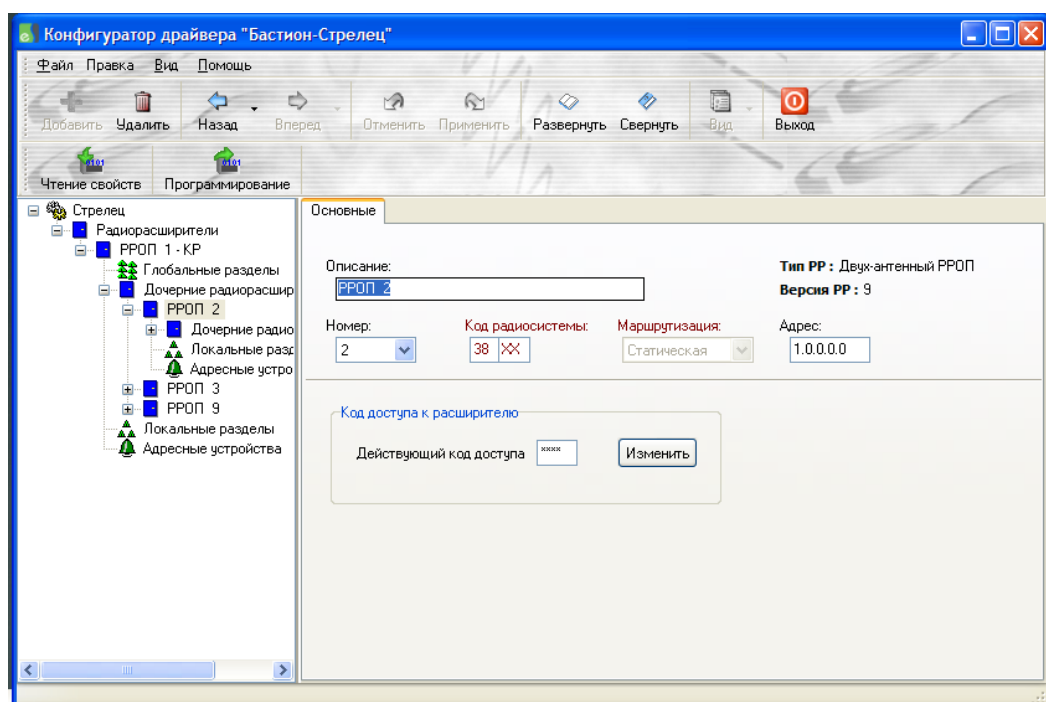 Конфигуратор драйвера "Бастион-Стрелец"
Файл Правка Вид Помощь
Добавить Удалить Назад Вперед Отменить Применить Развернуть Свернуть Вид Выход
Чтение свойств Программирование
Стрелец
Радиорасширители
РРОП 1 - КР
Глобальные разделы
Дочерние радиорасшир
РРОП 2
Дочерние радио
Локальные разд
Адресные устро
РРОП 3
РРОП 9
Локальные разделы
Адресные устройства
Основные
Описание:
РРОП 2
Тип РР : Двух-антенный РРОП
Версия РР : 9
Номер: Код радиосистемы: Маршрутизация: Адрес:
2 38 XX Статическая 1.0.0.0.0
Код доступа к расширителю
Действующий код доступа **** Изменить